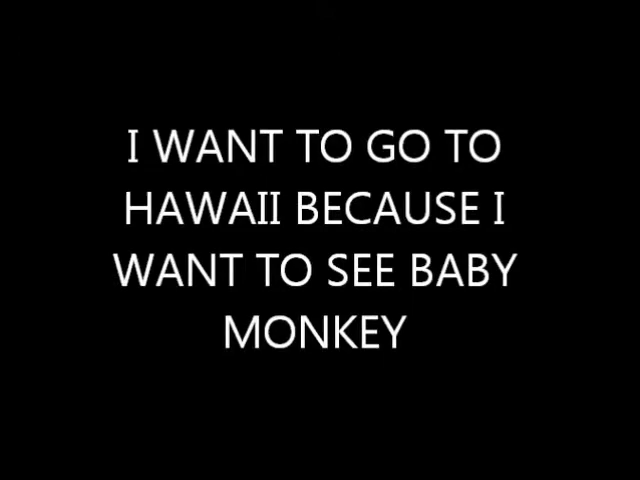 I WANT TO GO TO
HAWAII BECAUSE I
WANT TO SEE BABY
MONKEY